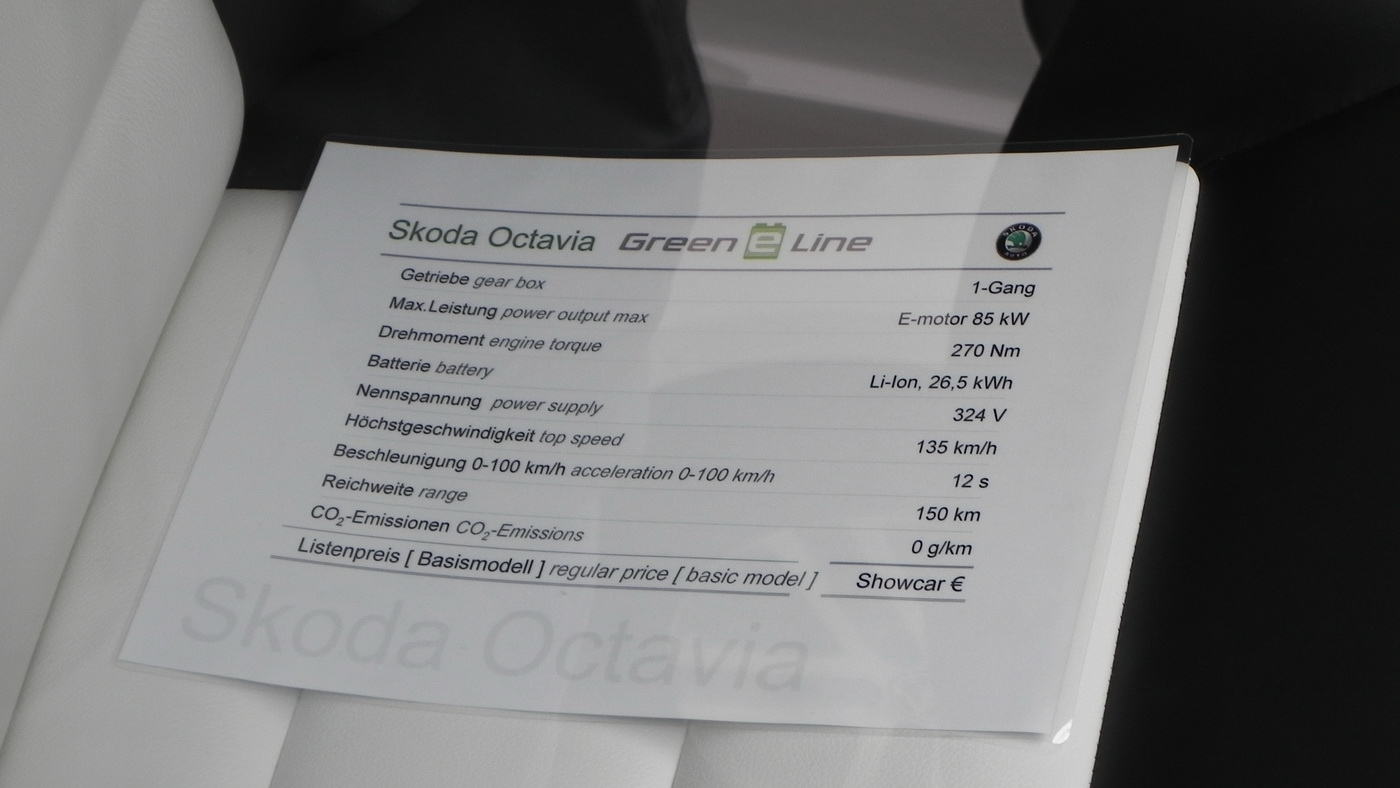 Skoda Octavia Green e Line
SKODA
AUTO
Getriebe gear box 1-Gang
Max.Leistung power output max E-motor 85 kW
Drehmoment engine torque 270 Nm
Batterie battery Li-Ion, 26,5 kWh
Nennspannung power supply 324 V
Höchstgeschwindigkeit top speed 135 km/h
Beschleunigung 0-100 km/h acceleration 0-100 km/h 12 s
Reichweite range 150 km
CO₂-Emissionen CO₂-Emissions 0 g/km
Listenpreis [ Basismodell ] regular price [ basic model ] Showcar €
Skoda Octavia